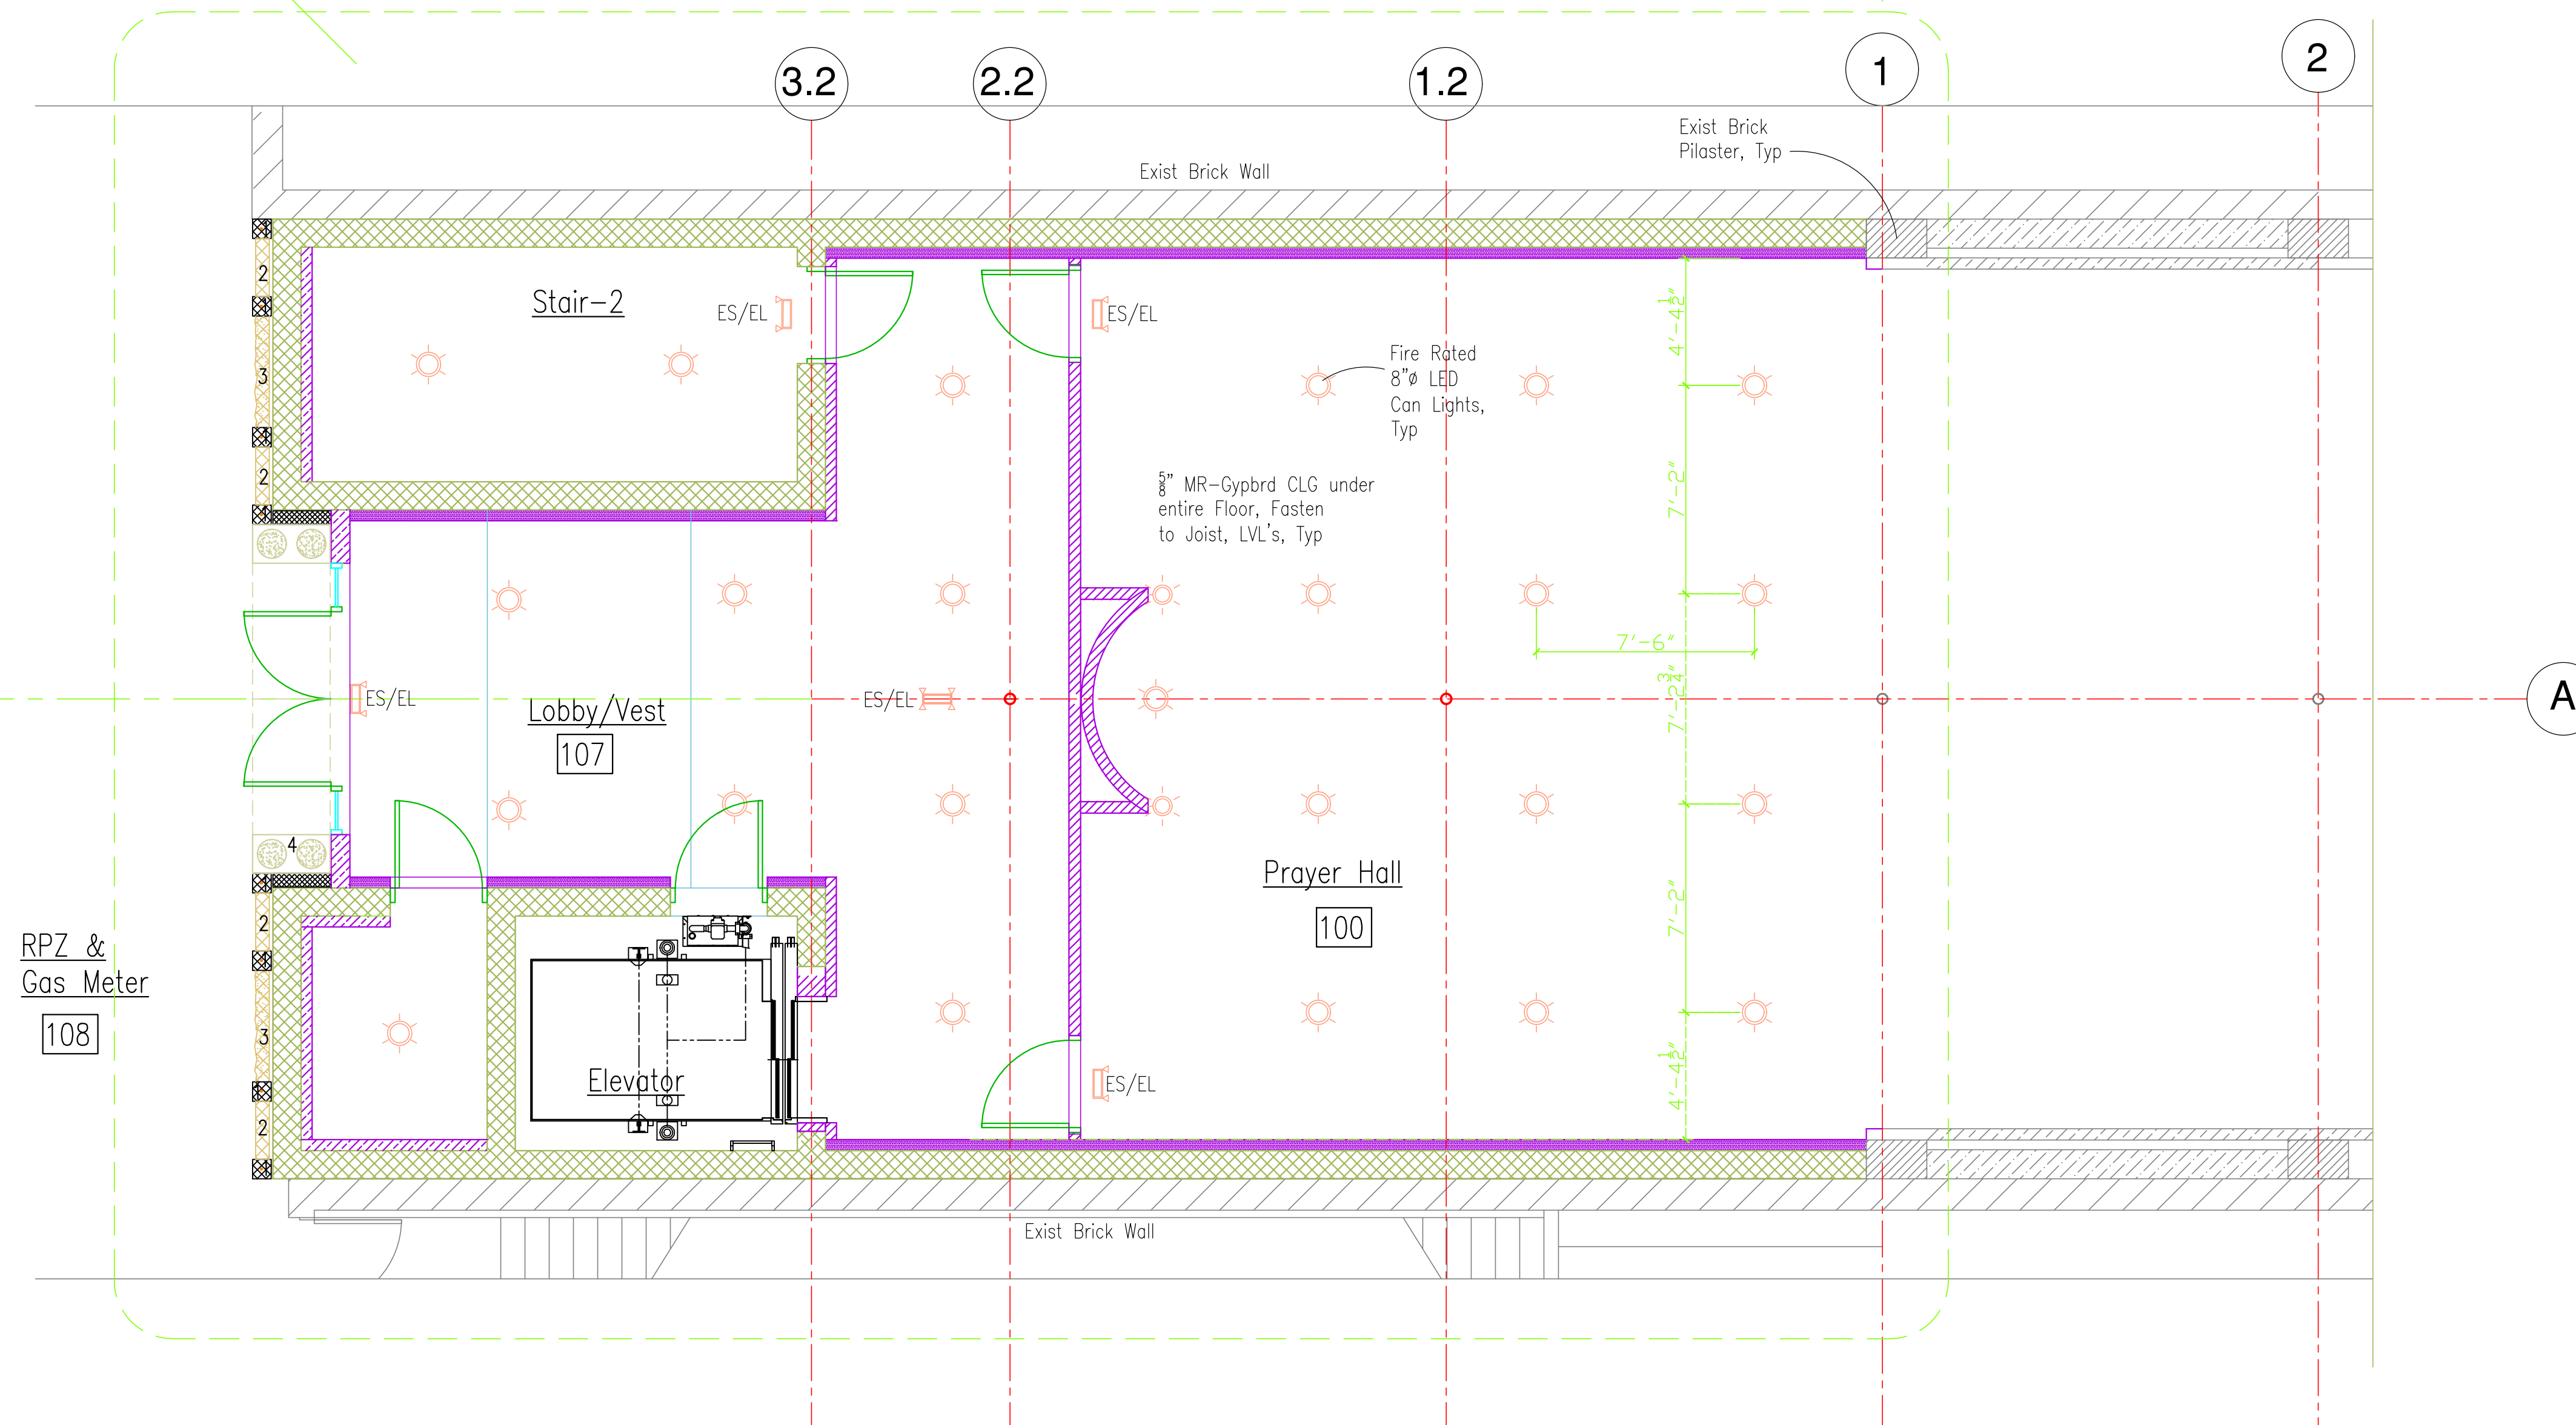 3.2
2.2
1.2
1
2
Exist Brick
Pilaster, Typ
Exist Brick Wall
Stair-2
ES/EL
ES/EL
Fire Rated
8"ø LED
Can Lights,
Typ
4'-4½"
5/8" MR-Gypbrd CLG under
entire Floor, Fasten
to Joist, LVL's, Typ
7'-2"
7'-6"
7'-2¾"
ES/EL
ES/EL
Lobby/Vest
107
A
2
3
2
4
2
3
2
Prayer Hall
100
7'-2"
RPZ &
Gas Meter
108
Elevator
ES/EL
4'-4½"
Exist Brick Wall